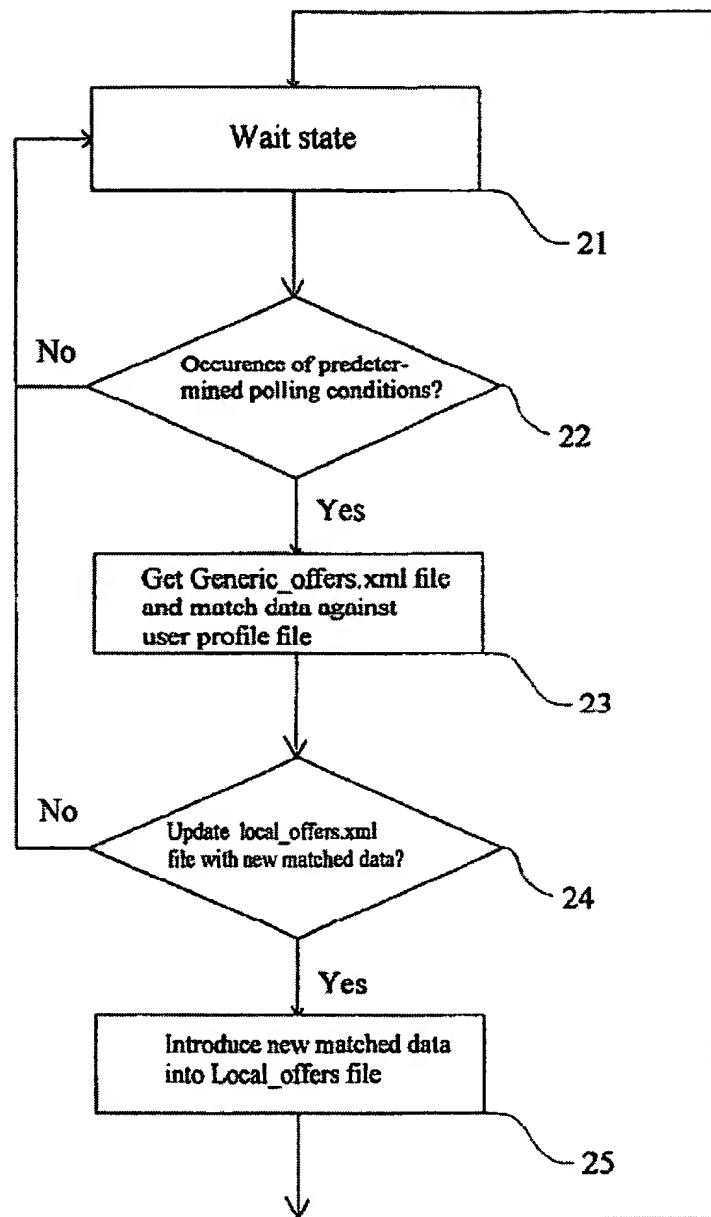 Wait state
21
No
Occurence of predeter-
mined polling conditions?
22
Yes
Get Generic_offers.xml file
and match data against
user profile file
23
No
Update local_offers.xml
file with new matched data?
24
Yes
Introduce new matched data
into Local_offers file
25